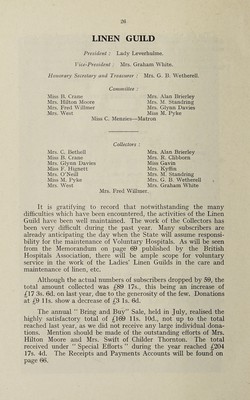 26
LINEN GUILD
President : Lady Leverhulme.
Vice-President : Mrs. Graham White.
Honorary Secretary and Treasurer : Mrs. G. B. Wetherell.
Committee :
Miss B. Crane Mrs. Alan Brierley
Mrs. Hilton Moore Mrs. M. Standring
Mrs. Fred Willmer Mrs. Glynn Davies
Mrs. West Miss M. Pyke
Miss C. Menzies—Matron
Collectors :
Mrs. C. Bethell Mrs. Alan Brierley
Miss B. Crane Mrs. R. Clibborn
Mrs. Glynn Davies Miss Gavin
Miss F. Hignett Mrs. Kyffin
Mrs. O'Neill Mrs. M. Standring
Miss M. Pyke Mrs. G. B. Wetherell
Mrs. West Mrs. Graham White
Mrs. Fred Willmer.
It is gratifying to record that notwithstanding the many
difficulties which have been encountered, the activities of the Linen
Guild have been well maintained. The work of the Collectors has
been very difficult during the past year. Many subscribers are
already anticipating the day when the State will assume responsi-
bility for the maintenance of Voluntary Hospitals. As will be seen
from the Memorandum on page 69 published by the British
Hospitals Association, there will be ample scope for voluntary
service in the work of the Ladies' Linen Guilds in the care and
maintenance of linen, etc.
Although the actual numbers of subscribers dropped by 59, the
total amount collected was £89 17s., this being an increase of
£17 3s. 6d. on last year, due to the generosity of the few. Donations
at £9 11s. show a decrease of £3 1s. 6d.
The annual " Bring and Buy " Sale, held in July, realised the
highly satisfactory total of £169 11s. 10d., not up to the total
reached last year, as we did not receive any large individual dona-
tions. Mention should be made of the outstanding efforts of Mrs.
Hilton Moore and Mrs. Swift of Childer Thornton. The total
received under " Special Efforts " during the year reached £204
17s. 4d. The Receipts and Payments Accounts will be found on
page 66.